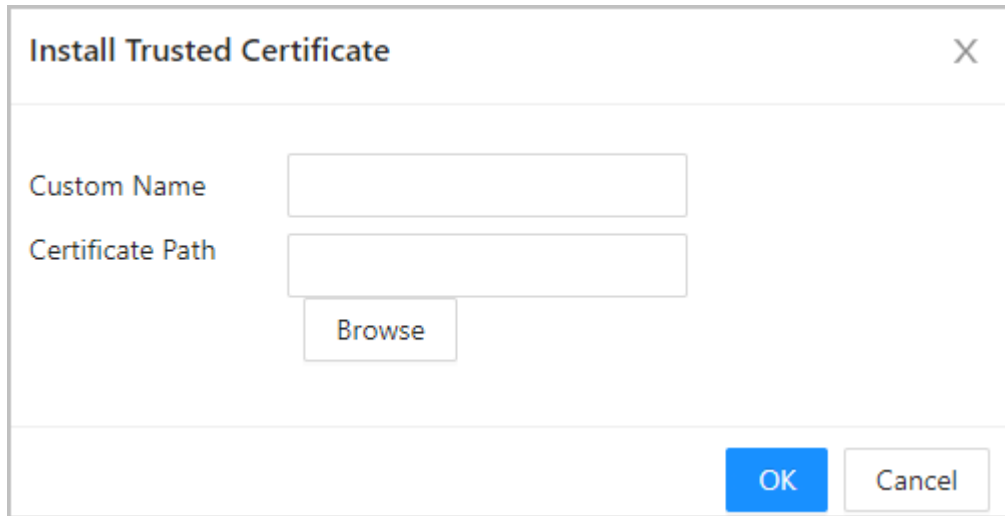 Install Trusted Certificate X
Custom Name
Certificate Path
Browse
OK Cancel